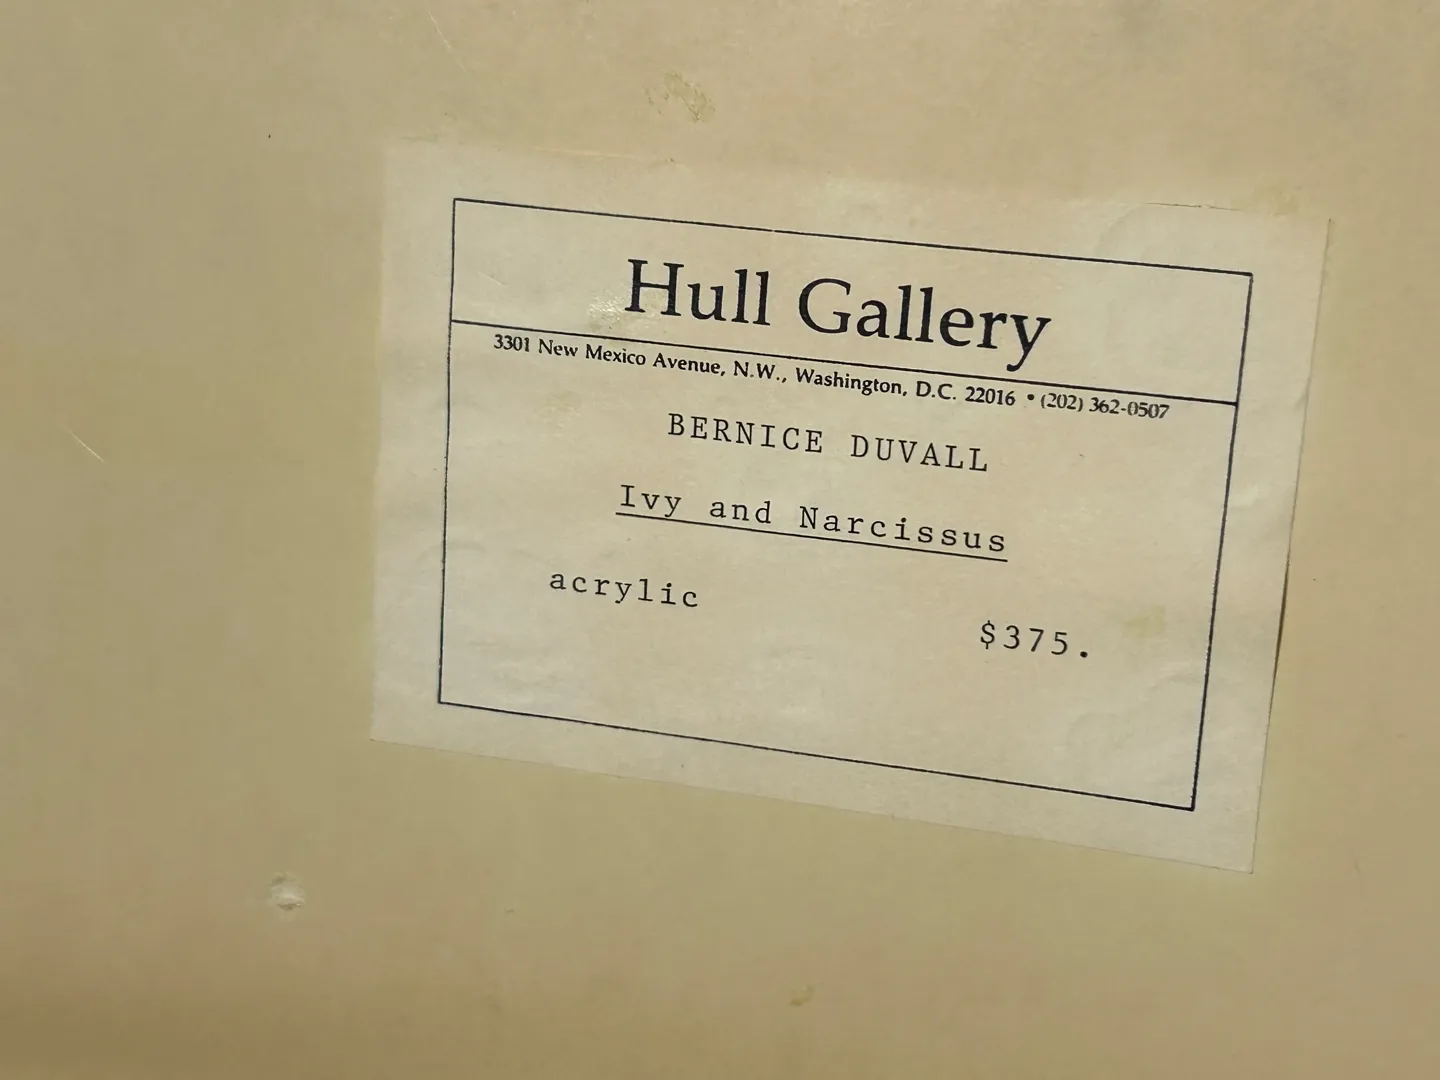 Hull Gallery
3301 New Mexico Avenue, N.W., Washington, D.C. 22016 • (202) 362-0507
BERNICE DUVALL
Ivy and Narcissus
acrylic
$375.